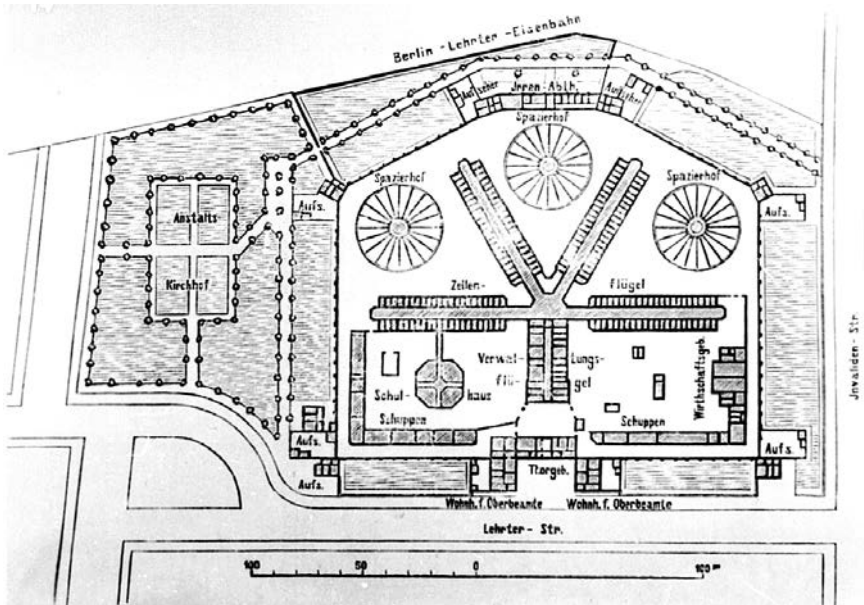 Berlin-Lehrter-Eisenbahn
Aufseher
Irren-Abth.
Aufseher
Spazierhof
Spazierhof
Spazierhof
Aufs.
Aufs.
Anstalts-
Kirchhof
Zellen-
flügel
Verwal-
tungs-
flü-
gel
Schul-
haus
Schuppen
Schuppen
Wirthschaftsgeb.
Invaliden-Str.
Aufs.
Aufs.
Aufs.
Thorgeb.
Wohnh. f. Oberbeamte
Wohnh. f. Oberbeamte
Lehrter-Str.
100
50
0
100 m